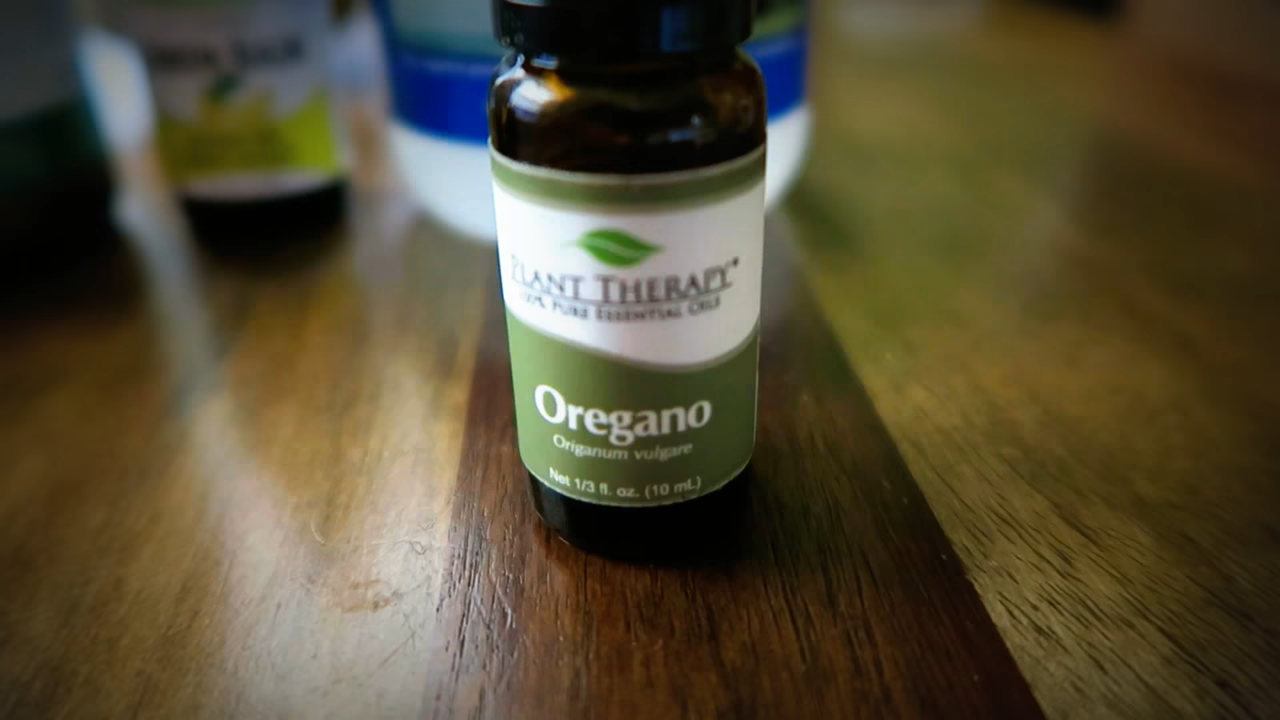 PLANT THERAPY®
100% PURE ESSENTIAL OILS
Oregano
Origanum vulgare
Net 1/3 fl. oz. (10 mL)